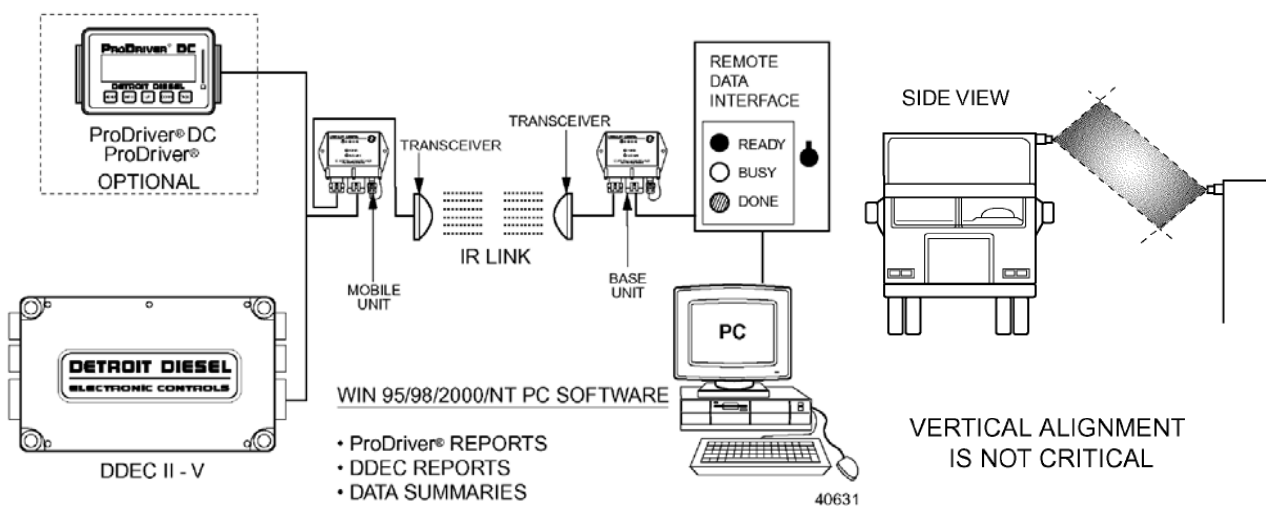 PRODRIVER® DC
DETROIT DIESEL
ProDriver® DC
ProDriver®
OPTIONAL
DETROIT DIESEL
ELECTRONIC CONTROLS
DDEC II - V
TRANSCEIVER
MOBILE
UNIT
IR LINK
TRANSCEIVER
BASE
UNIT
REMOTE
DATA
INTERFACE
READY
BUSY
DONE
PC
WIN 95/98/2000/NT PC SOFTWARE
• ProDriver® REPORTS
• DDEC REPORTS
• DATA SUMMARIES
40631
SIDE VIEW
VERTICAL ALIGNMENT
IS NOT CRITICAL